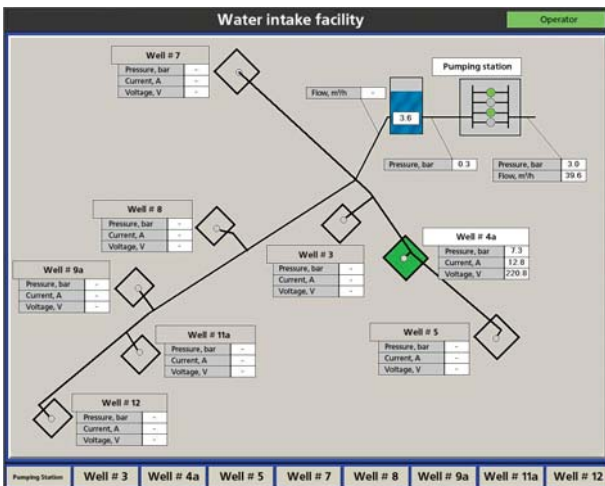 Water intake facility
Operator
Well # 7
Pressure, bar -
Current, A -
Voltage, V -
Pumping station
Flow, m³/h -
3.6
Pressure, bar 0.3
Pressure, bar 3.0
Flow, m³/h 39.6
Well # 8
Pressure, bar -
Current, A -
Voltage, V -
Well # 3
Pressure, bar -
Current, A -
Voltage, V -
Well # 4a
Pressure, bar 7.3
Current, A 12.8
Voltage, V 220.8
Well # 9a
Pressure, bar -
Current, A -
Voltage, V -
Well # 11a
Pressure, bar -
Current, A -
Voltage, V -
Well # 5
Pressure, bar -
Current, A -
Voltage, V -
Well # 12
Pressure, bar -
Current, A -
Voltage, V -
Pumping Station Well # 3 Well # 4a Well # 5 Well # 7 Well # 8 Well # 9a Well # 11a Well # 12